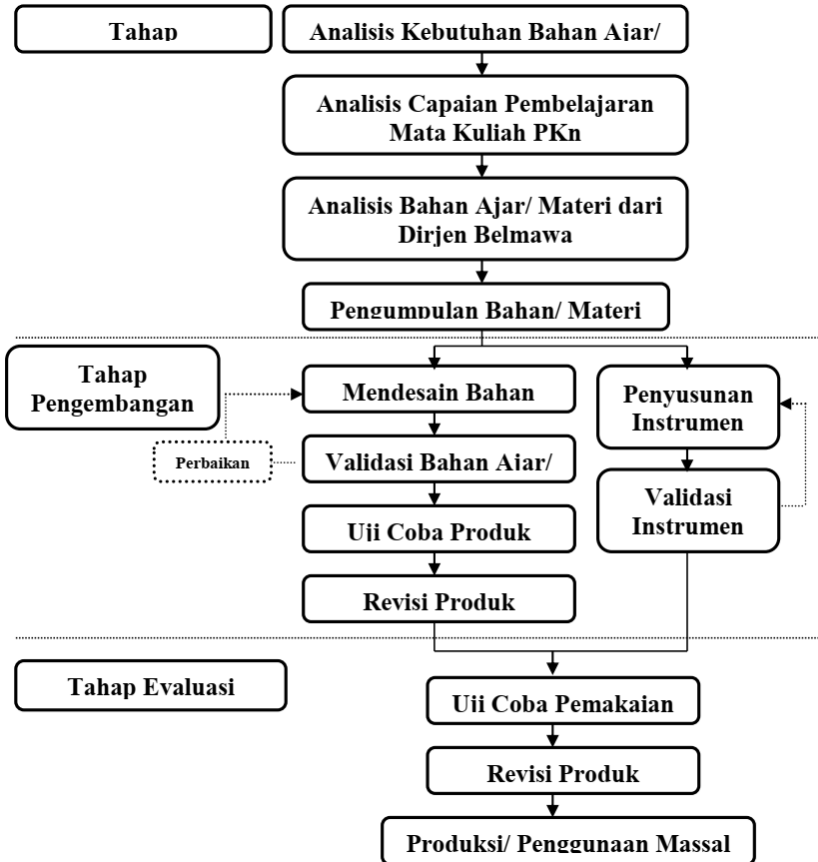 Tahap
Analisis Kebutuhan Bahan Ajar/
Analisis Capaian Pembelajaran
Mata Kuliah PKn
Analisis Bahan Ajar/ Materi dari
Dirjen Belmawa
Pengumpulan Bahan/ Materi
Tahap
Pengembangan
Mendesain Bahan
Penyusunan
Instrumen
Perbaikan
Validasi Bahan Ajar/
Validasi
Instrumen
Uji Coba Produk
Revisi Produk
Tahap Evaluasi
Uji Coba Pemakaian
Revisi Produk
Produksi/ Penggunaan Massal